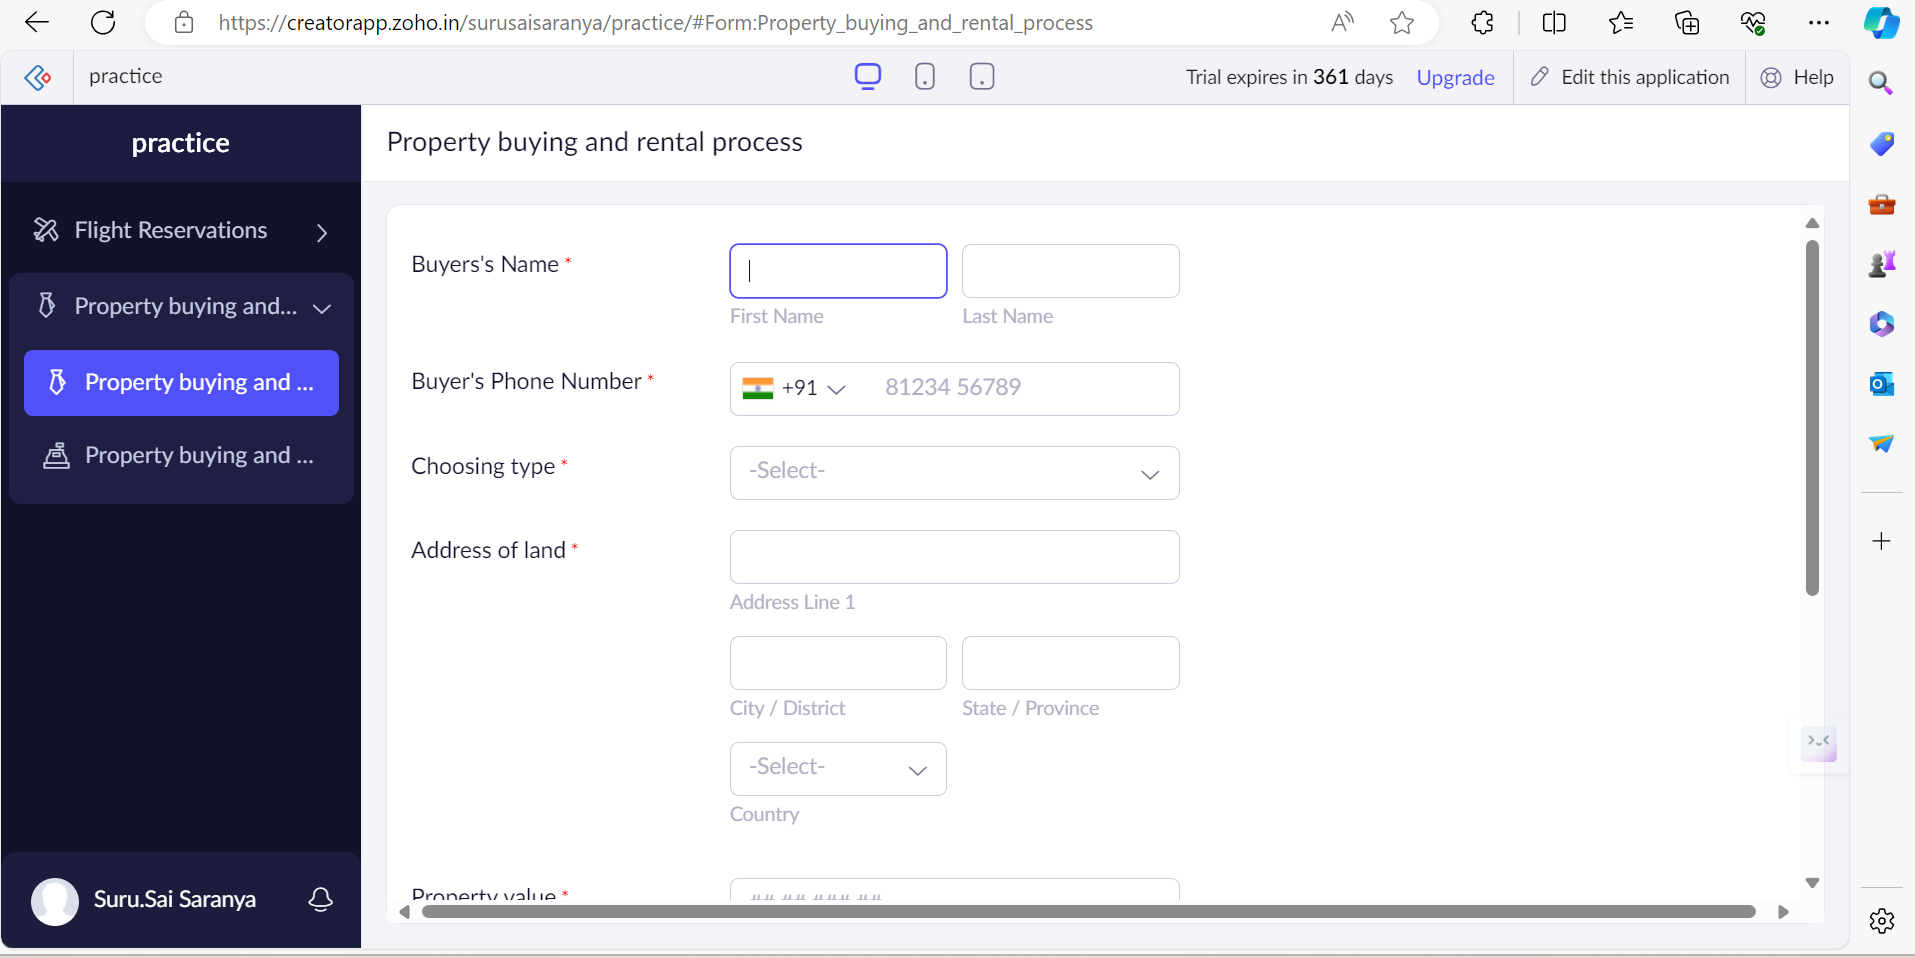 https://creatorapp.zoho.in/surusaisaranya/practice/#Form:Property_buying_and_rental_process
practice
Trial expires in 361 days Upgrade Edit this application Help
practice
Flight Reservations
Property buying and...
Property buying and ...
Property buying and ...
Suru.Sai Saranya
Property buying and rental process
Buyers's Name *
First Name Last Name
Buyer's Phone Number * +91 81234 56789
Choosing type * -Select-
Address of land *
Address Line 1
City / District State / Province
-Select-
Country
Property value * ##,##,###.##